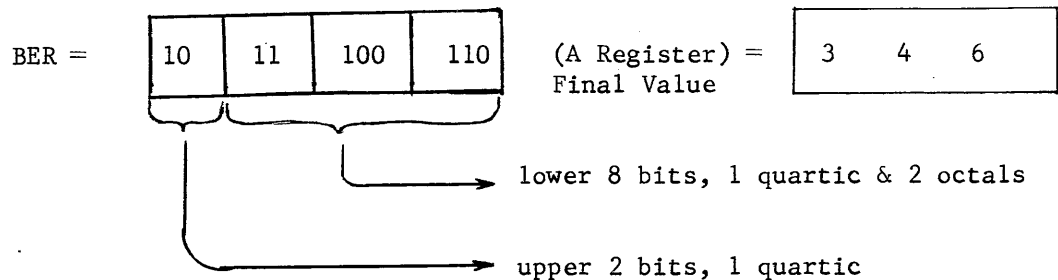 BER = 10 11 100 110 (A Register) = 3 4 6
Final Value
lower 8 bits, 1 quartic & 2 octals
upper 2 bits, 1 quartic